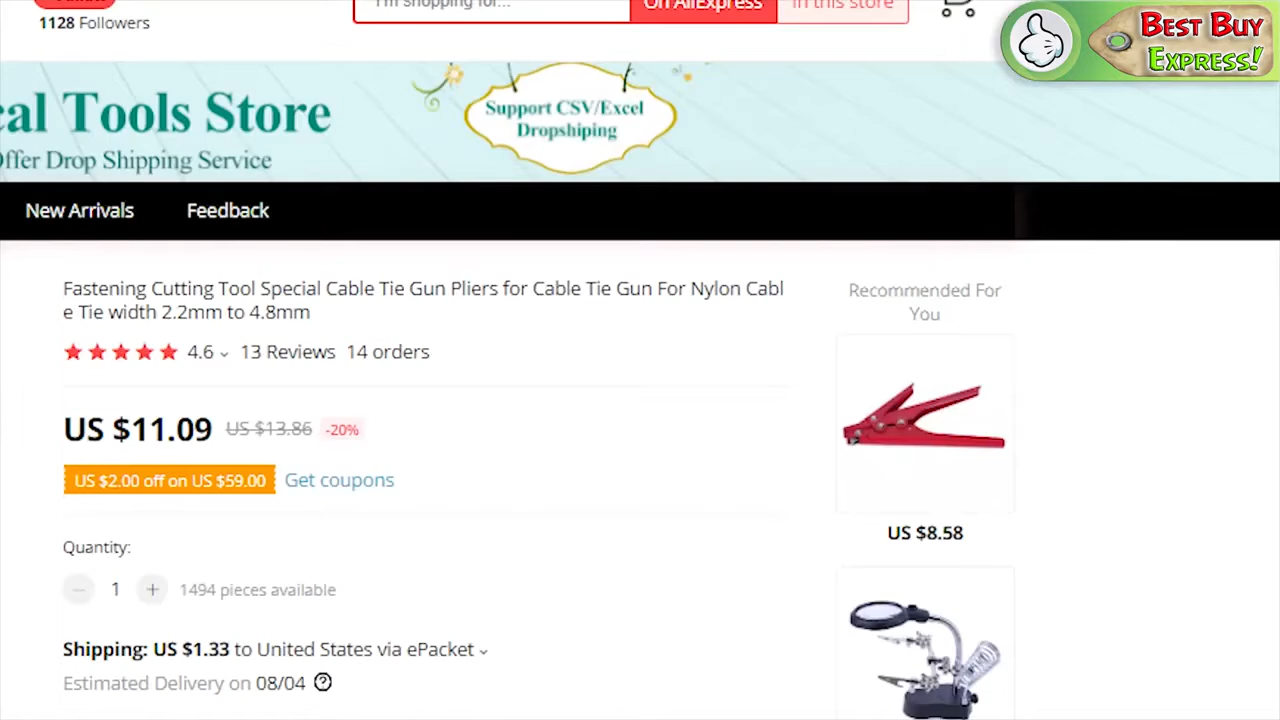 1128 Followers
I'm shopping for...
On AliExpress
in this store
BEST BUY
EXPRESS!
cal Tools Store
Offer Drop Shipping Service
Support CSV/Excel
Dropshiping
New Arrivals
Feedback
Fastening Cutting Tool Special Cable Tie Gun Pliers for Cable Tie Gun For Nylon Cabl
e Tie width 2.2mm to 4.8mm
4.6 13 Reviews 14 orders
US $11.09 US $13.86 -20%
US $2.00 off on US $59.00 Get coupons
Quantity:
− 1 + 1494 pieces available
Shipping: US $1.33 to United States via ePacket
Estimated Delivery on 08/04 ?
Recommended For
You
US $8.58